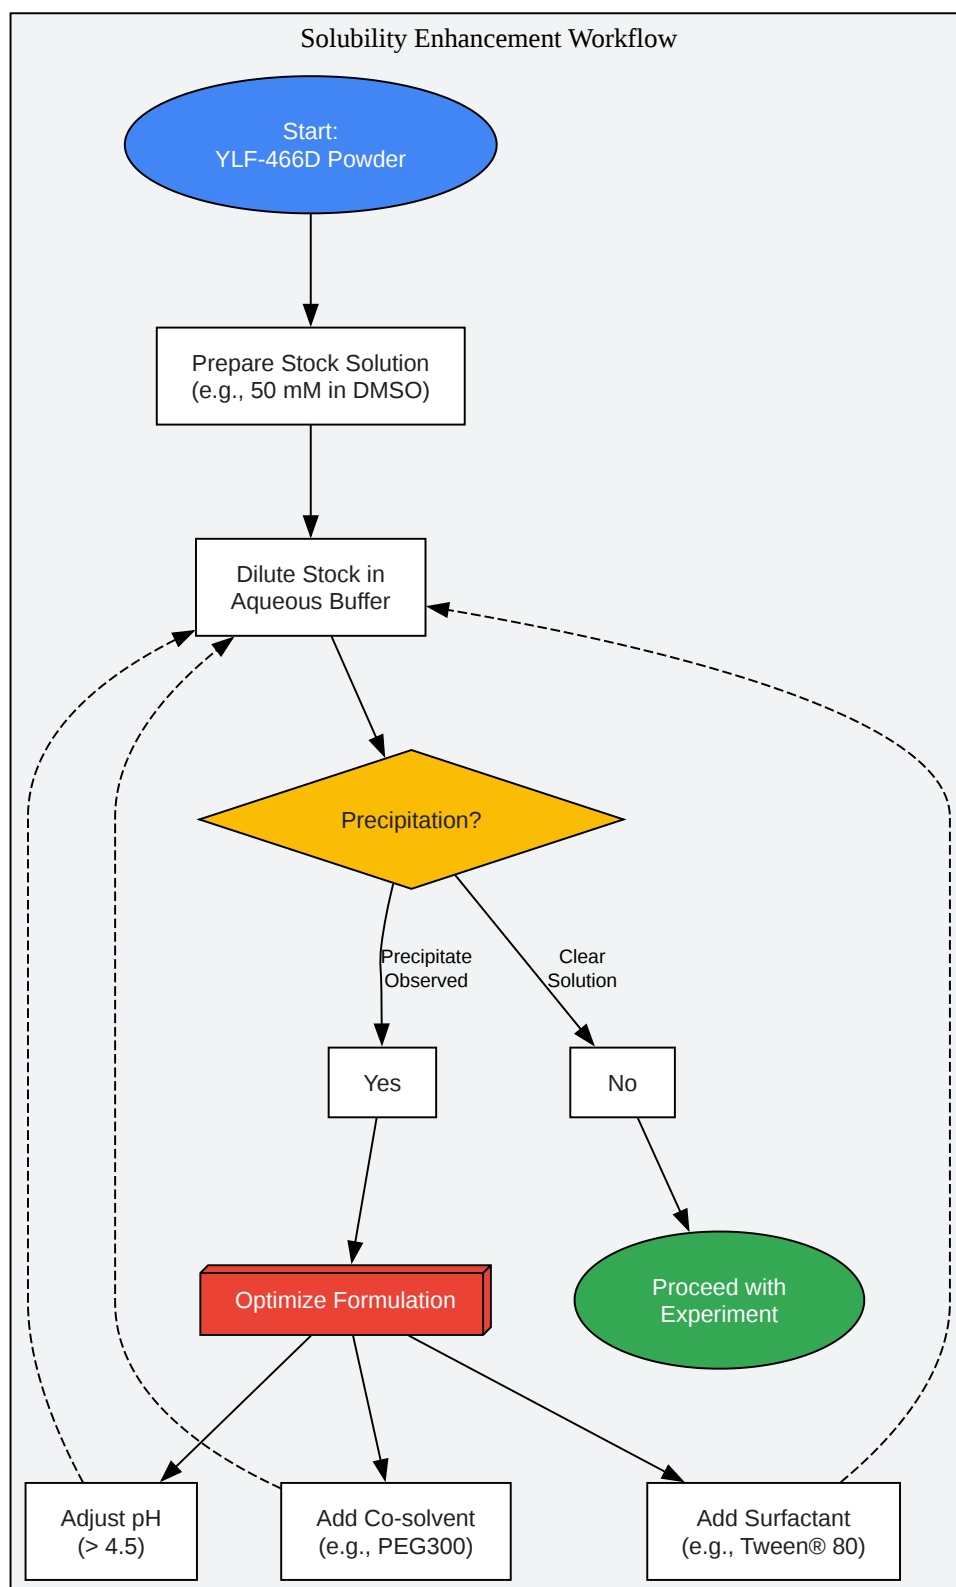 Solubility Enhancement Workflow
Start:
YLF-466D Powder
Prepare Stock Solution
(e.g., 50 mM in DMSO)
Dilute Stock in
Aqueous Buffer
Precipitation?
Precipitate
Observed
Clear
Solution
Yes
No
Optimize Formulation
Proceed with
Experiment
Adjust pH
(> 4.5)
Add Co-solvent
(e.g., PEG300)
Add Surfactant
(e.g., Tween® 80)